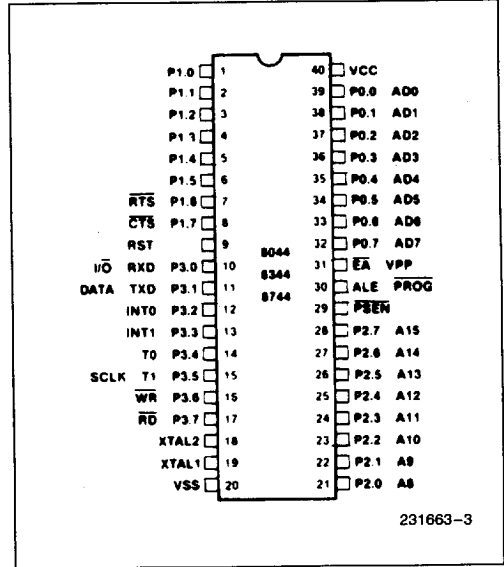 P1.0 1 40 VCC
P1.1 2 39 P0.0 AD0
P1.2 3 38 P0.1 AD1
P1.3 4 37 P0.2 AD2
P1.4 5 36 P0.3 AD3
P1.5 6 35 P0.4 AD4
RTS P1.6 7 34 P0.5 AD5
CTS P1.7 8 33 P0.6 AD6
RST 9 8044 32 P0.7 AD7
I/O RXD P3.0 10 8344 31 EA VPP
DATA TXD P3.1 11 8744 30 ALE PROG
INT0 P3.2 12 29 PSEN
INT1 P3.3 13 28 P2.7 A15
T0 P3.4 14 27 P2.6 A14
SCLK T1 P3.5 15 26 P2.5 A13
WR P3.6 16 25 P2.4 A12
RD P3.7 17 24 P2.3 A11
XTAL2 18 23 P2.2 A10
XTAL1 19 22 P2.1 A9
VSS 20 21 P2.0 A8
231663-3